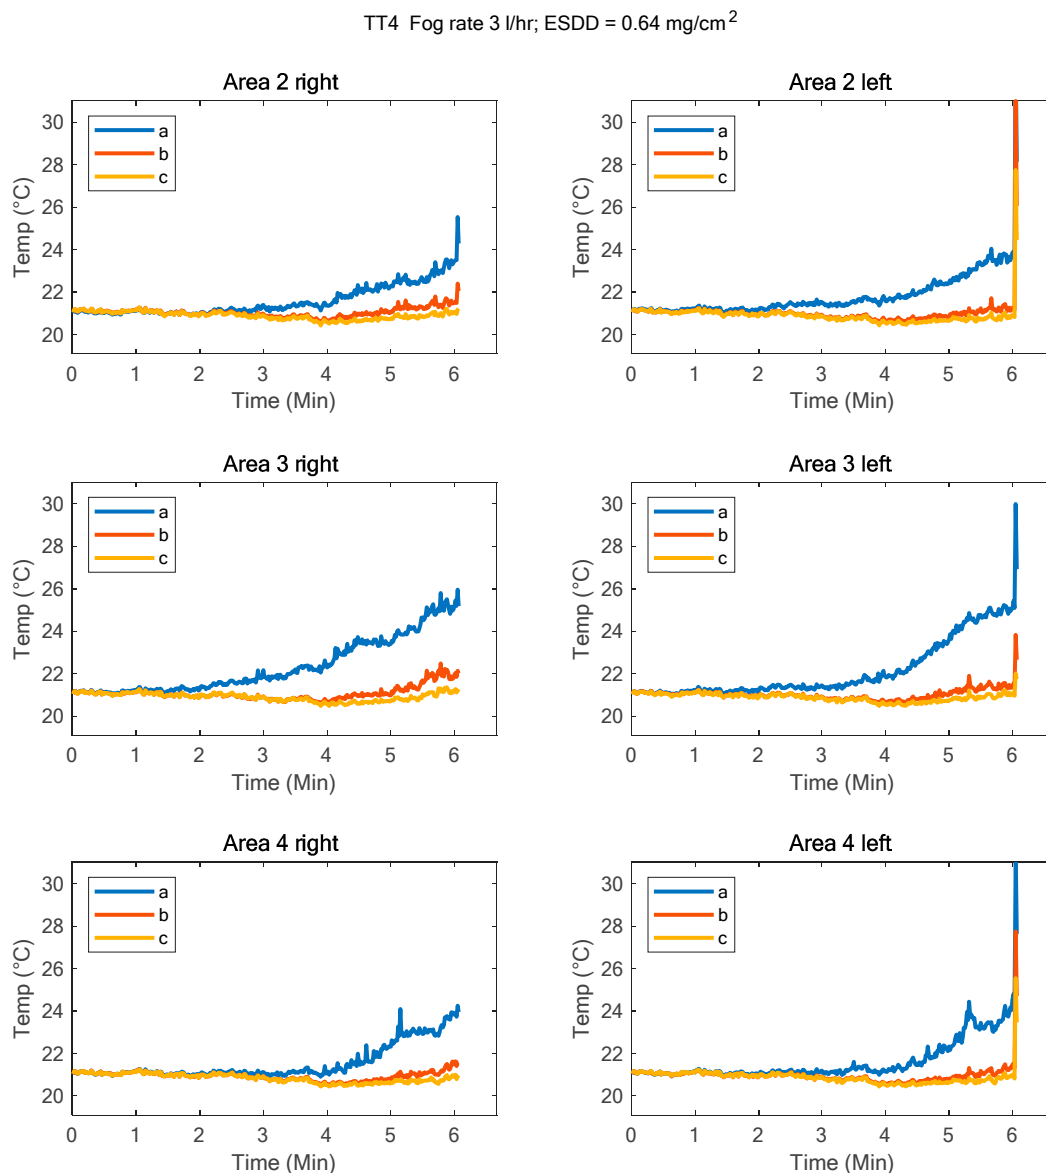 TT4 Fog rate 3 l/hr; ESDD = 0.64 mg/cm²
Area 2 right
Area 2 left
30
28
26
24
22
20
Temp (°C)
a
b
c
0 1 2 3 4 5 6
Time (Min)
30
28
26
24
22
20
Temp (°C)
a
b
c
0 1 2 3 4 5 6
Time (Min)
Area 3 right
Area 3 left
30
28
26
24
22
20
Temp (°C)
a
b
c
0 1 2 3 4 5 6
Time (Min)
30
28
26
24
22
20
Temp (°C)
a
b
c
0 1 2 3 4 5 6
Time (Min)
Area 4 right
Area 4 left
30
28
26
24
22
20
Temp (°C)
a
b
c
0 1 2 3 4 5 6
Time (Min)
30
28
26
24
22
20
Temp (°C)
a
b
c
0 1 2 3 4 5 6
Time (Min)